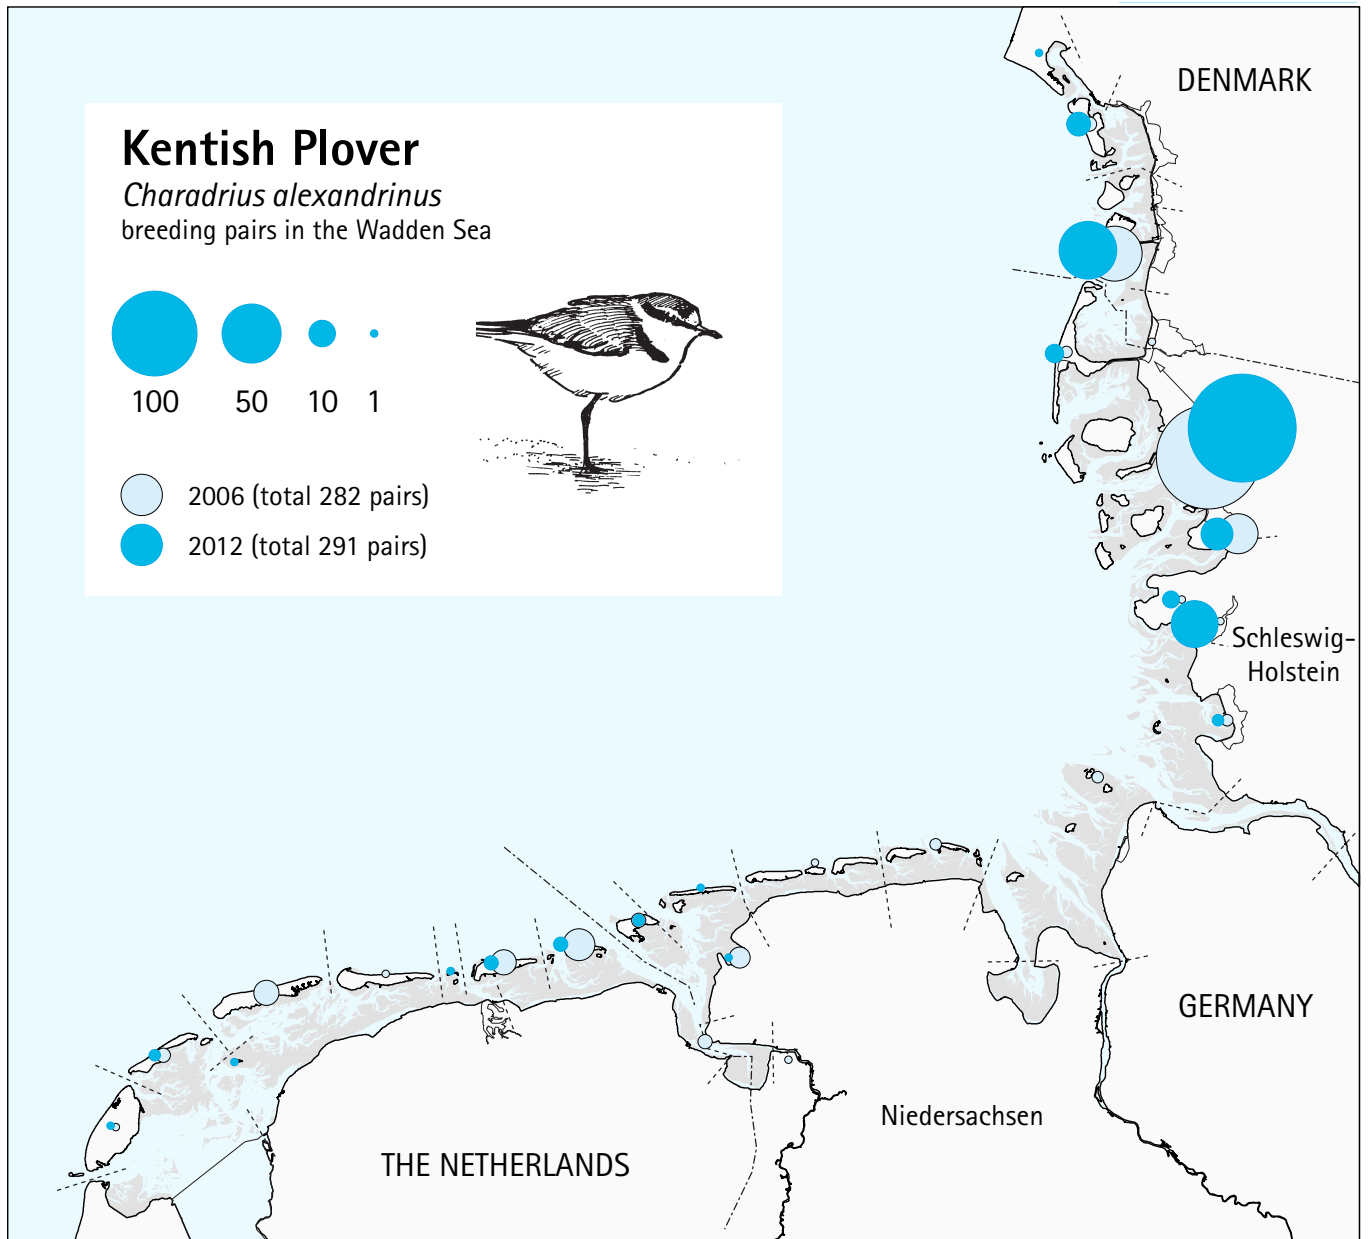 Kentish Plover
Charadrius alexandrinus
breeding pairs in the Wadden Sea
100 50 10 1
2006 (total 282 pairs)
2012 (total 291 pairs)
DENMARK
Schleswig-
Holstein
GERMANY
Niedersachsen
THE NETHERLANDS